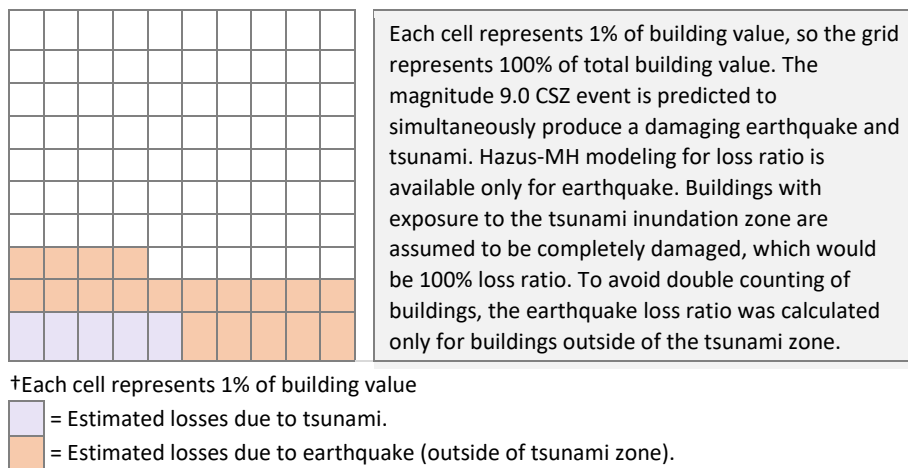 Each cell represents 1% of building value, so the grid
represents 100% of total building value. The
magnitude 9.0 CSZ event is predicted to
simultaneously produce a damaging earthquake and
tsunami. Hazus-MH modeling for loss ratio is
available only for earthquake. Buildings with
exposure to the tsunami inundation zone are
assumed to be completely damaged, which would
be 100% loss ratio. To avoid double counting of
buildings, the earthquake loss ratio was calculated
only for buildings outside of the tsunami zone.
†Each cell represents 1% of building value
= Estimated losses due to tsunami.
= Estimated losses due to earthquake (outside of tsunami zone).